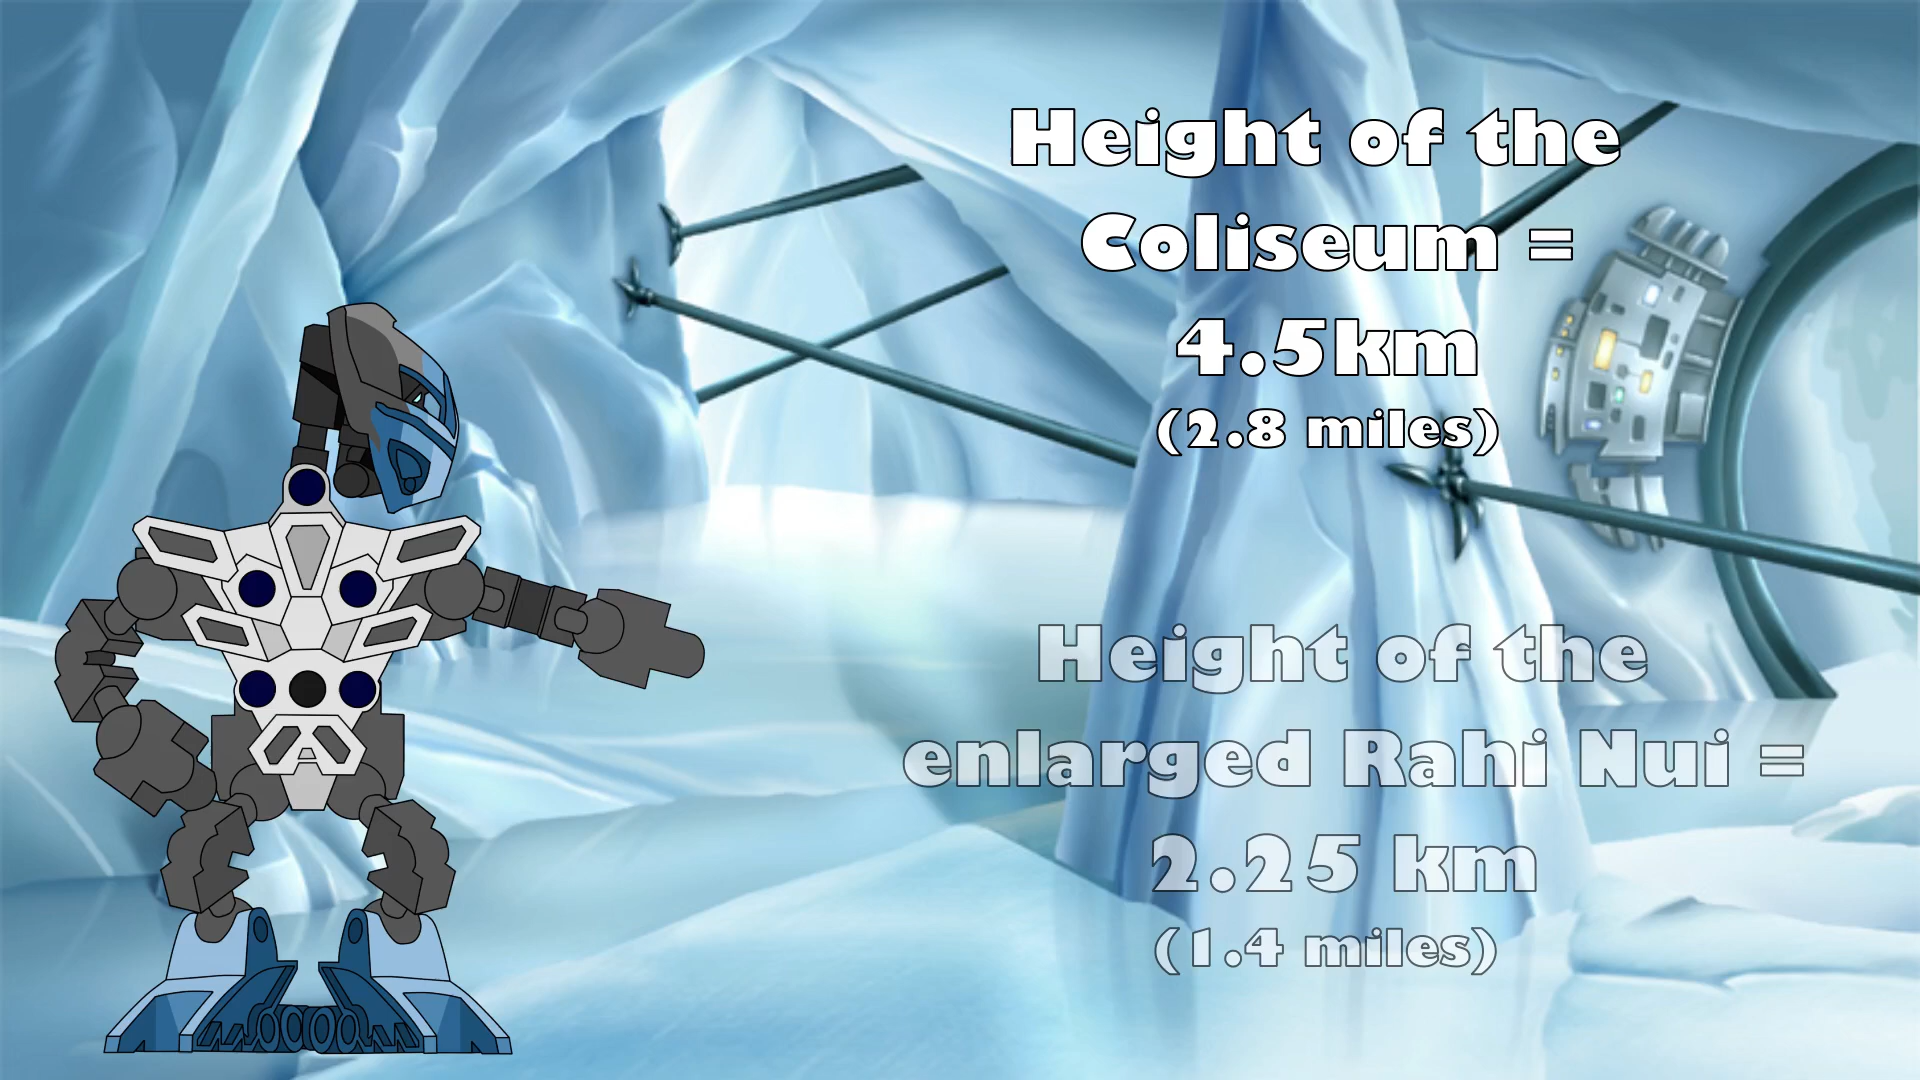 Height of the
Coliseum =
4.5km
(2.8 miles)
Height of the
enlarged Rahi Nui =
2.25 km
(1.4 miles)